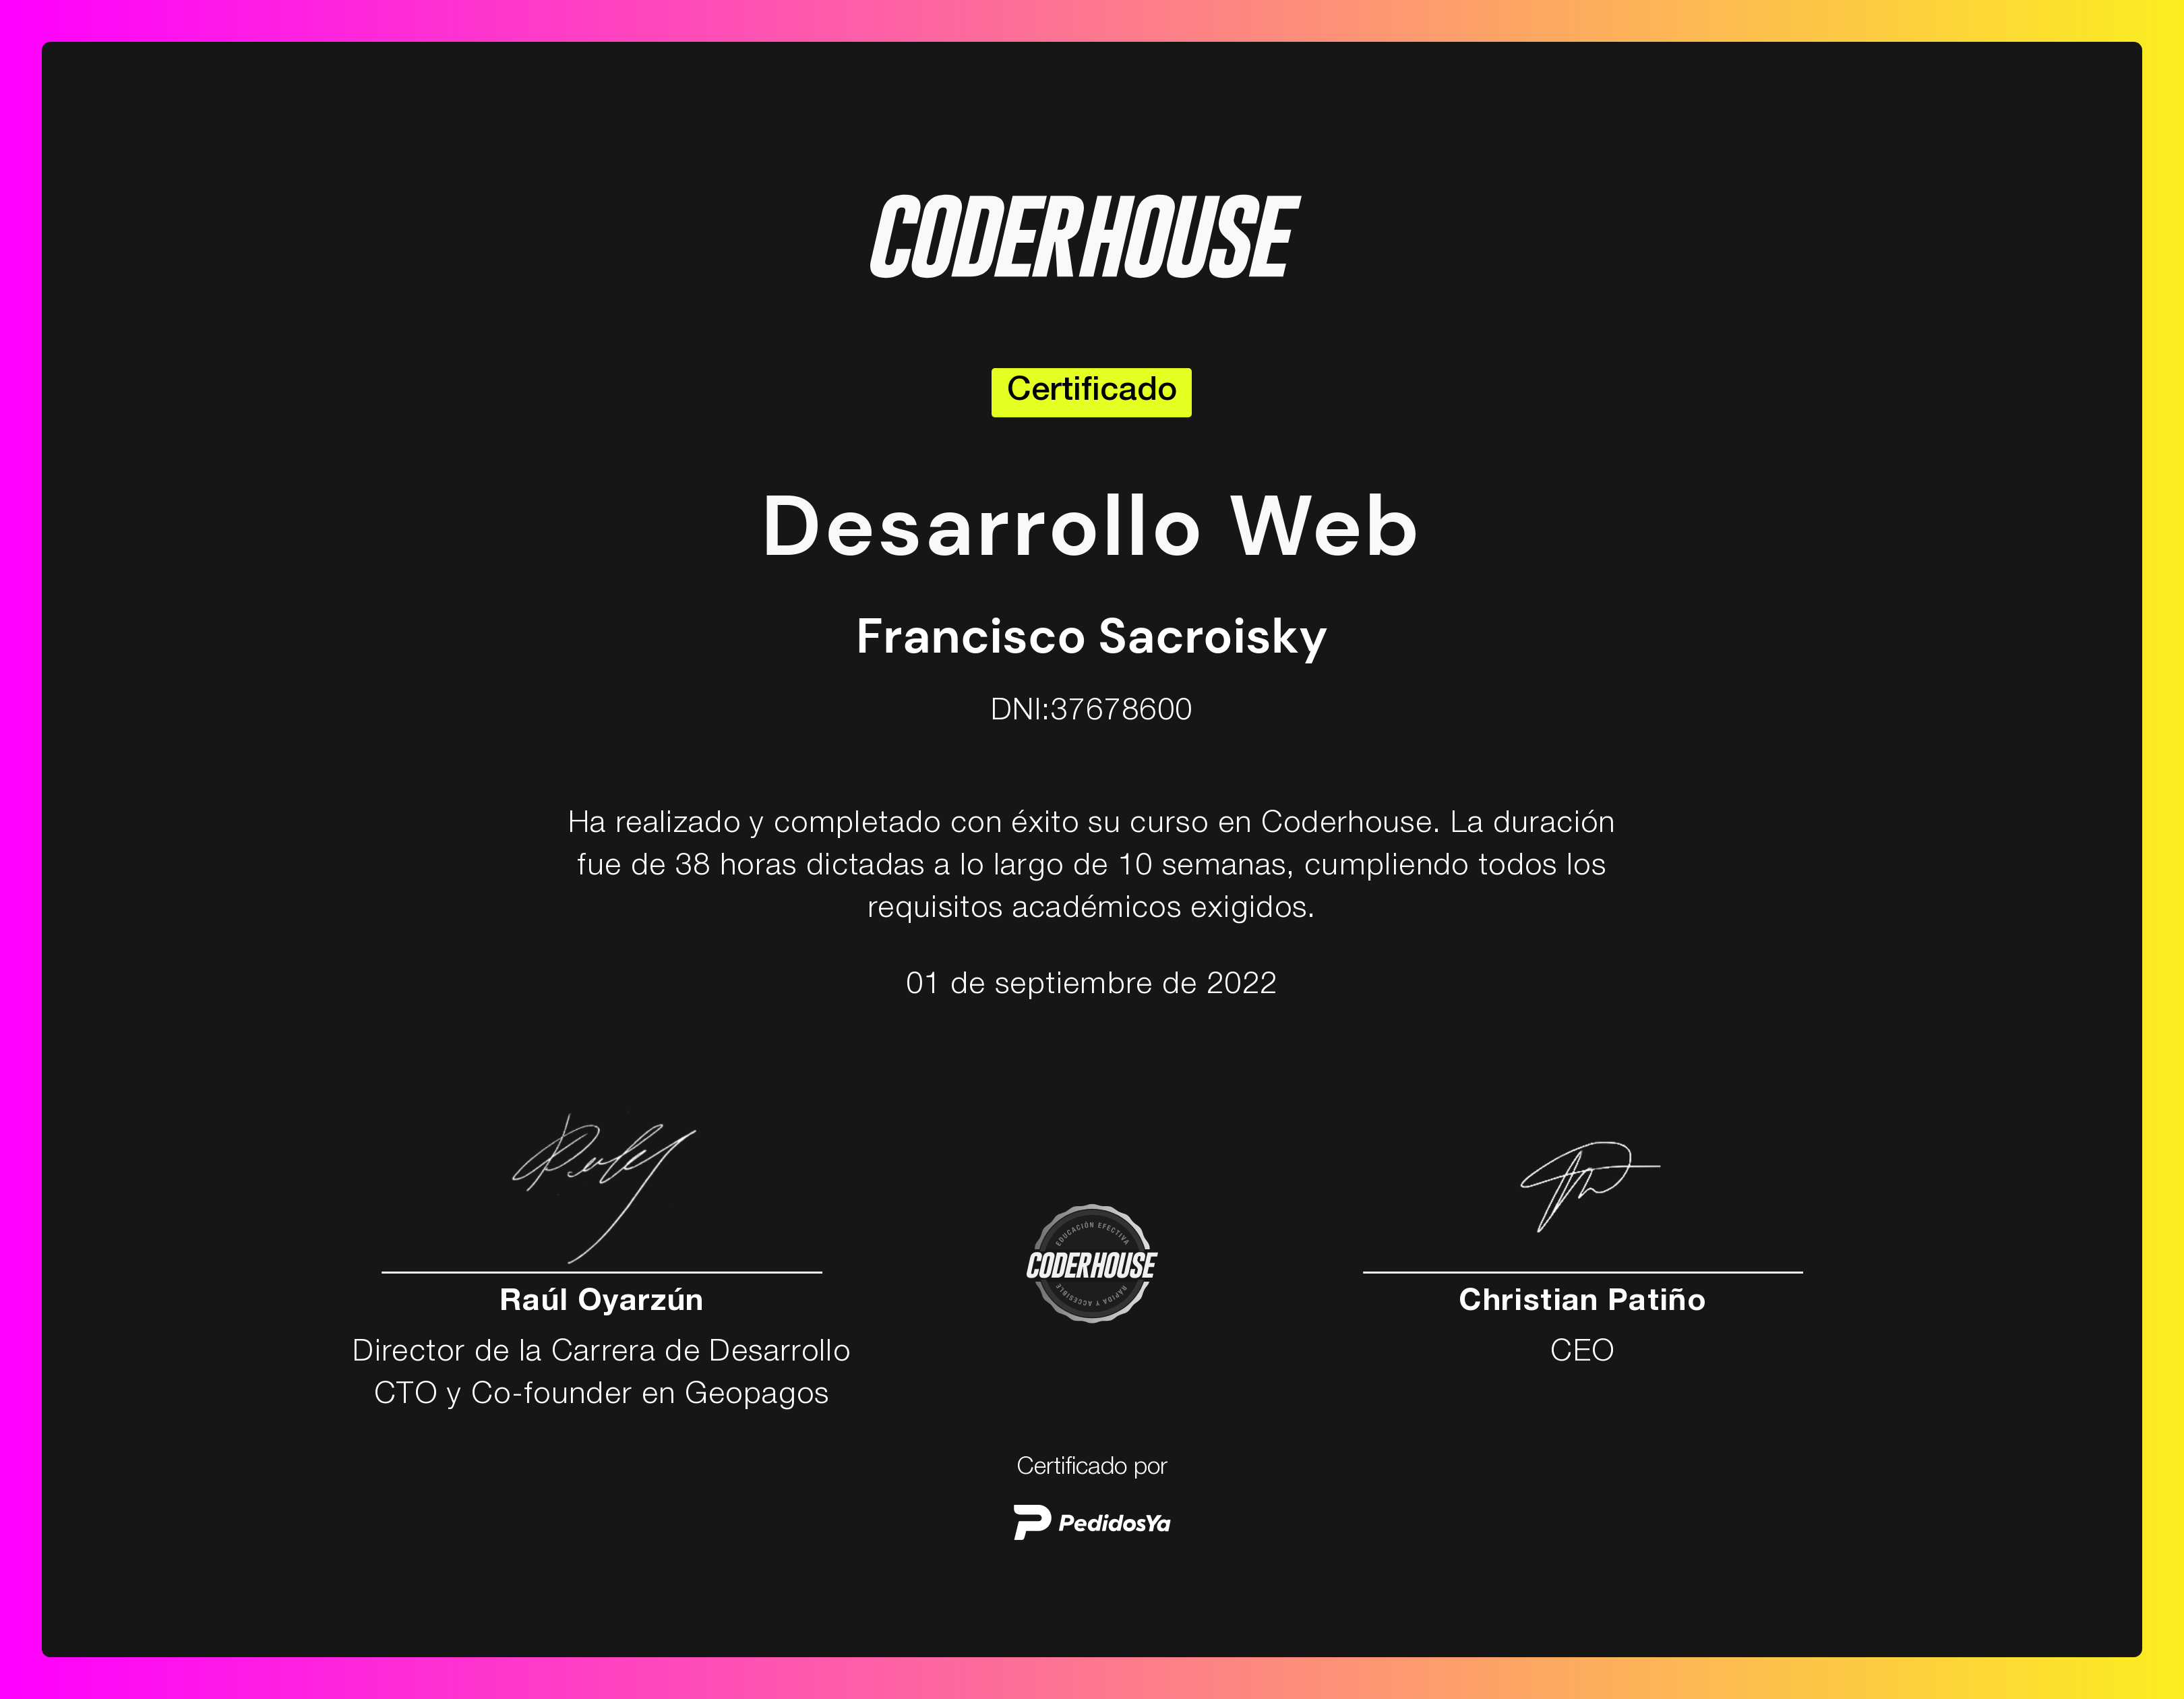 CODERHOUSE
Certificado
Desarrollo Web
Francisco Sacroisky
DNI:37678600
Ha realizado y completado con éxito su curso en Coderhouse. La duración
fue de 38 horas dictadas a lo largo de 10 semanas, cumpliendo todos los
requisitos académicos exigidos.
01 de septiembre de 2022
Raúl Oyarzún
Director de la Carrera de Desarrollo
CTO y Co-founder en Geopagos
EDUCACIÓN EFECTIVA
CODERHOUSE
RÁPIDA Y ACCESIBLE
Christian Patiño
CEO
Certificado por
PedidosYa